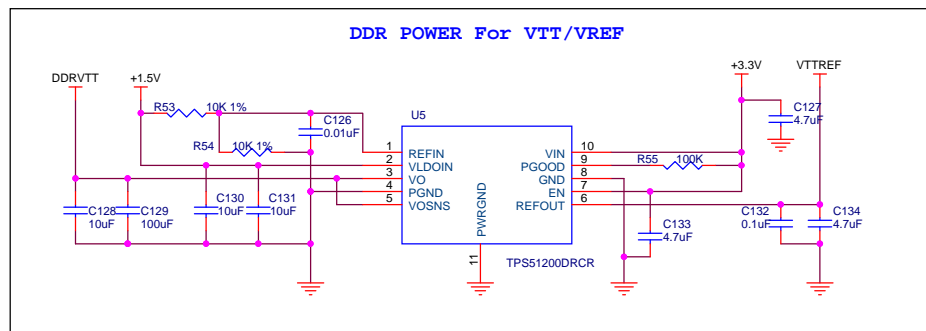 DDR POWER For VTT/VREF
DDRVTT
+1.5V
+3.3V
VTTREF
R53
10K 1%
C126
0.01uF
U5
C127
4.7uF
R54
10K 1%
1
REFIN
VIN
10
2
VLDOIN
PGOOD
9
R55
100K
3
VO
GND
8
4
PGND
EN
7
5
VOSNS
REFOUT
6
PWRGND
11
TPS51200DRCR
C128
10uF
C129
100uF
C130
10uF
C131
10uF
C133
4.7uF
C132
0.1uF
C134
4.7uF